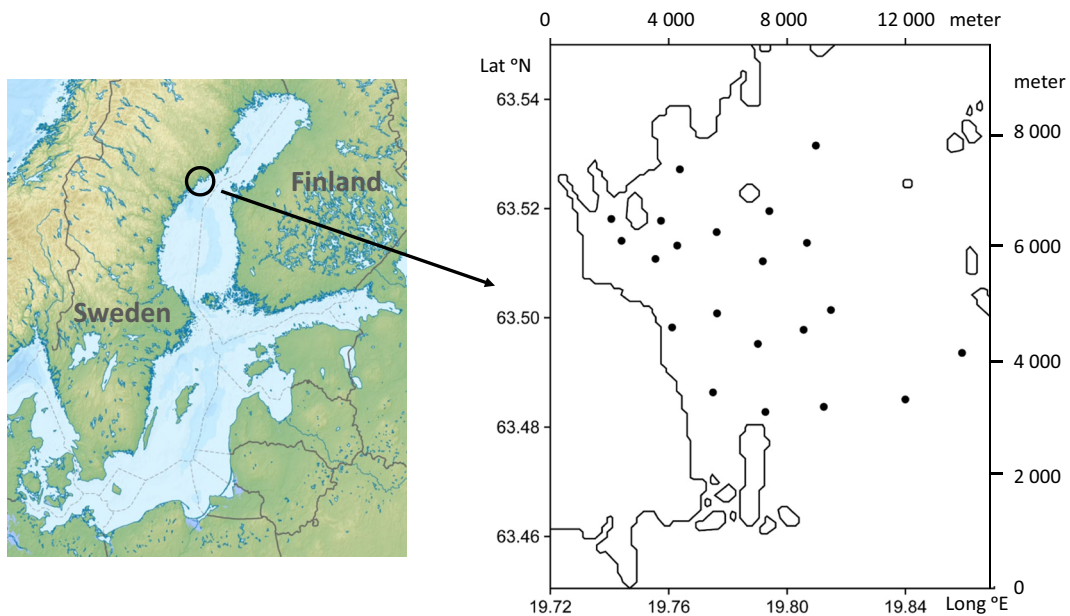 0 4 000 8 000 12 000 meter
Lat ºN
meter
63.54
8 000
Finland
63.52
6 000
Sweden
63.50
4 000
63.48
2 000
63.46
0
19.72 19.76 19.80 19.84 Long ºE